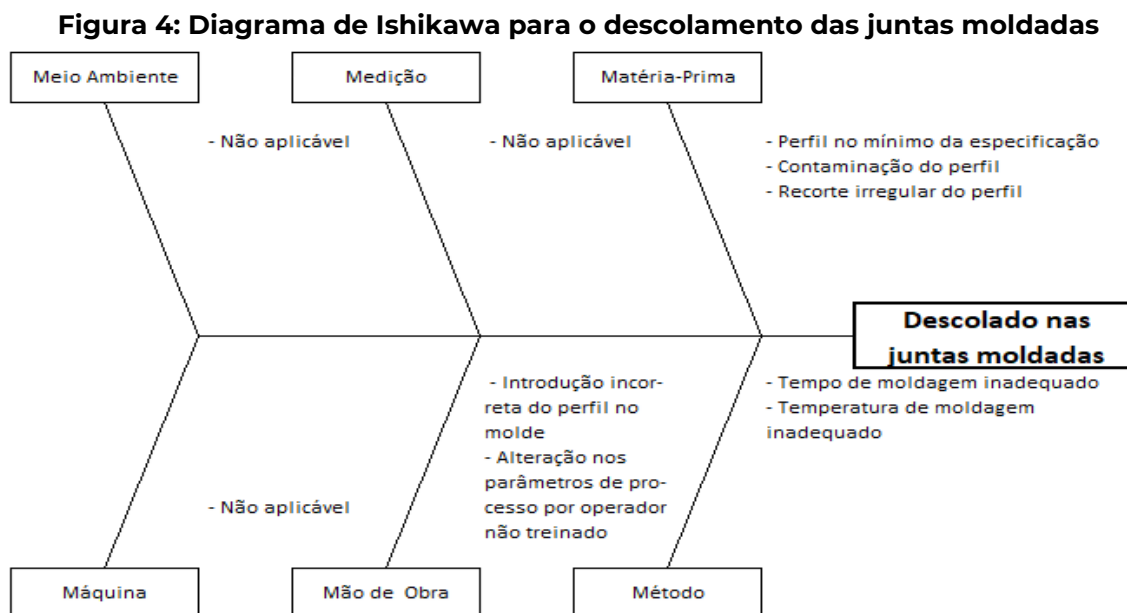 Figura 4: Diagrama de Ishikawa para o descolamento das juntas moldadas
Meio Ambiente
Medição
Matéria-Prima
- Não aplicável
- Não aplicável
- Perfil no mínimo da especificação
- Contaminação do perfil
- Recorte irregular do perfil
Descolado nas
juntas moldadas
- Não aplicável
- Introdução incor-
reta do perfil no
molde
- Alteração nos
parâmetros de pro-
cesso por operador
não treinado
- Tempo de moldagem inadequado
- Temperatura de moldagem
inadequado
Máquina
Mão de Obra
Método